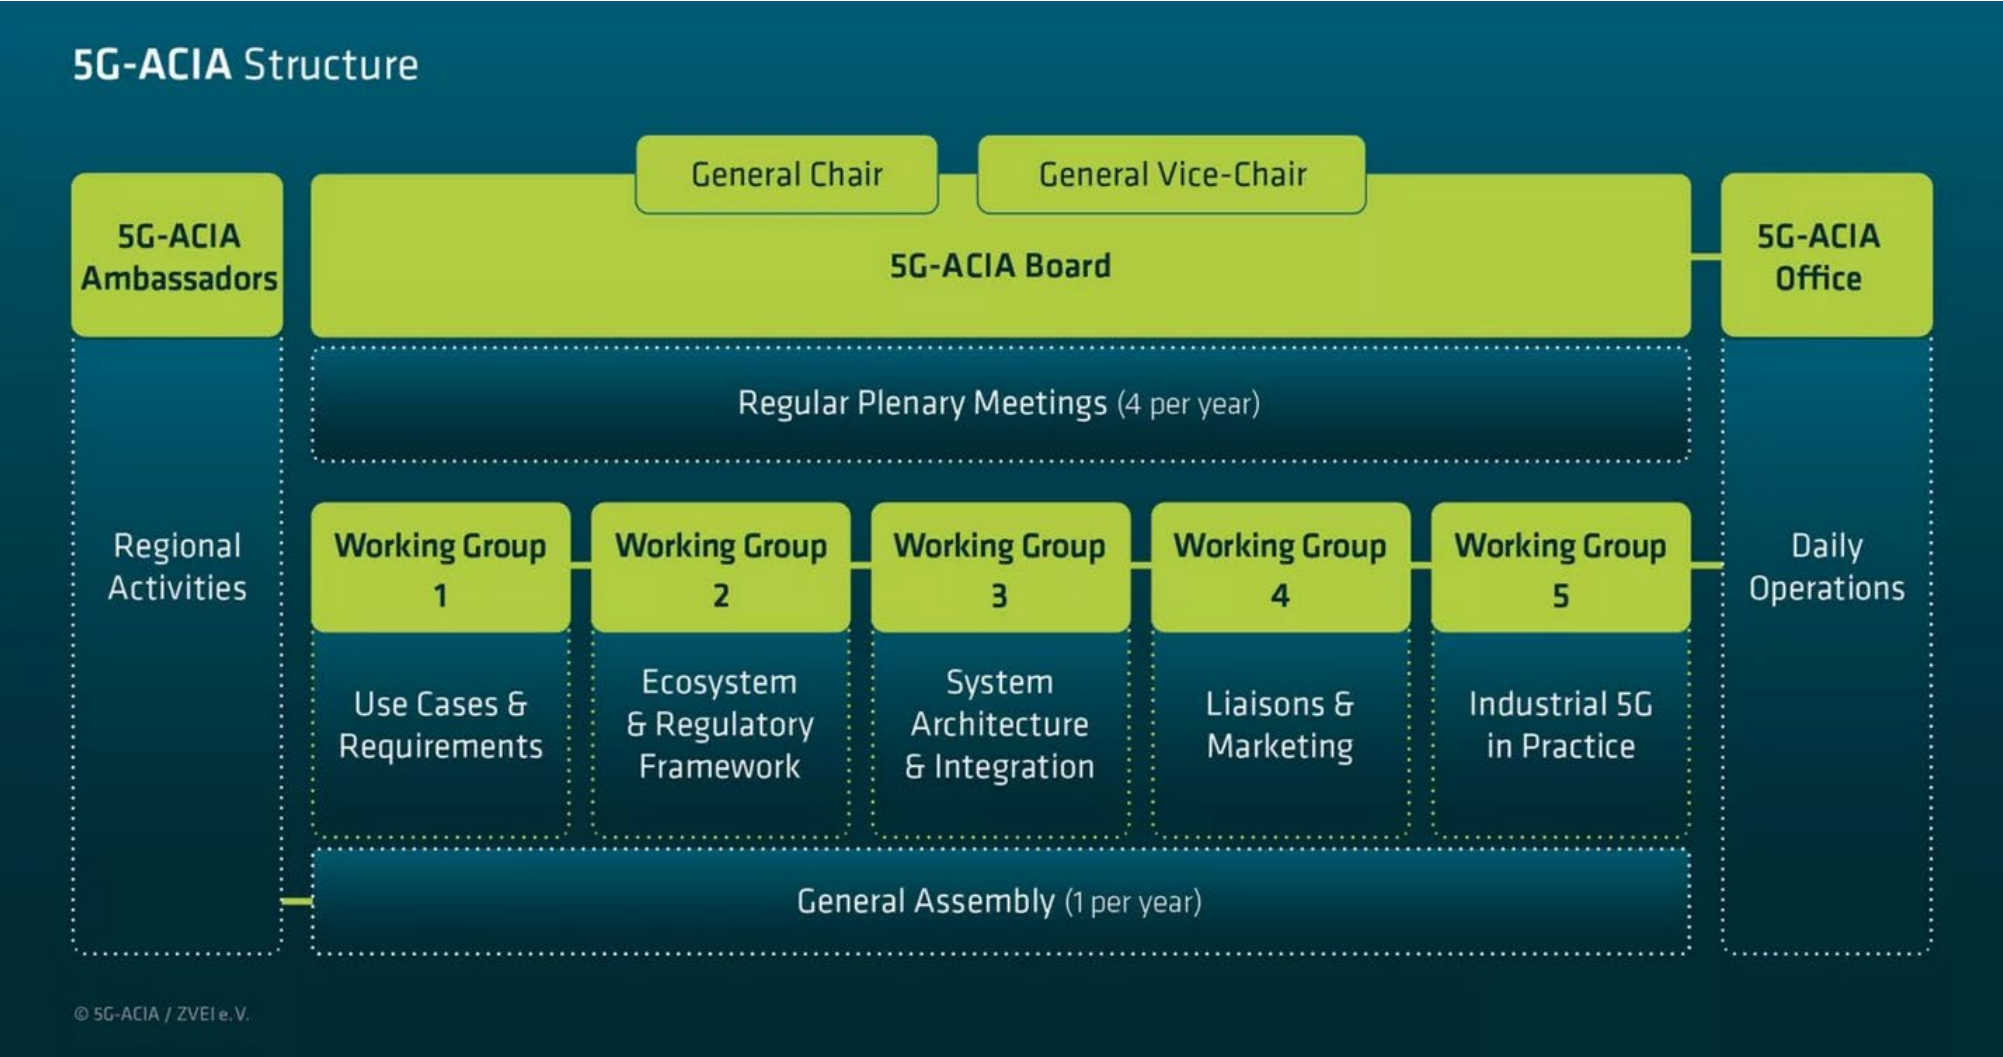 5G-ACIA Structure
General Chair
General Vice-Chair
5G-ACIA
Ambassadors
5G-ACIA Board
5G-ACIA
Office
Regular Plenary Meetings (4 per year)
Regional
Activities
Working Group
1
Working Group
2
Working Group
3
Working Group
4
Working Group
5
Daily
Operations
Use Cases &
Requirements
Ecosystem
& Regulatory
Framework
System
Architecture
& Integration
Liaisons &
Marketing
Industrial 5G
in Practice
General Assembly (1 per year)
© 5G-ACIA / ZVEI e. V.